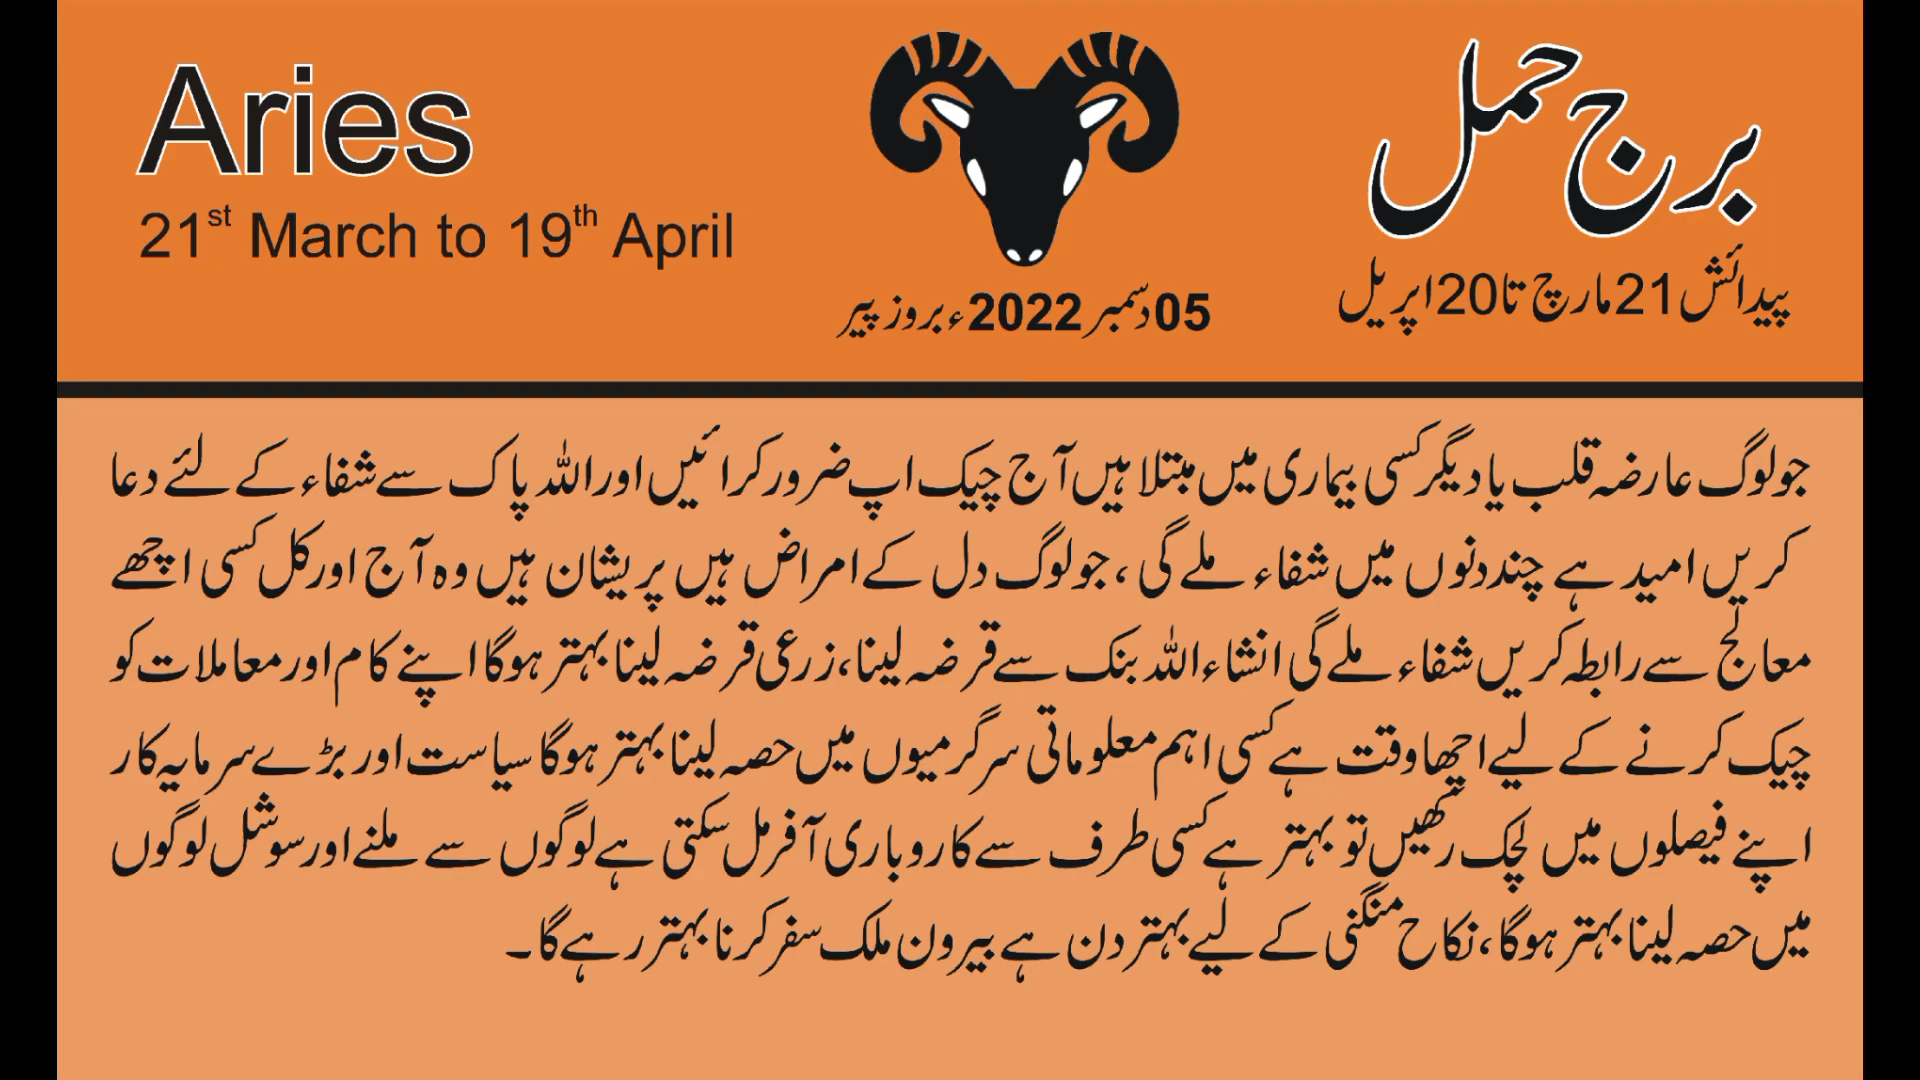 Aries
21st March to 19th April
برج حمل
پیدائش 21 مارچ تا 20 اپریل
05 دسمبر 2022ء بروز پیر
جو لوگ عارضہ قلب یا دیگر کسی بیماری میں مبتلا ہیں آج چیک اپ ضرور کرائیں اور اللہ پاک سے شفاء کے لئے دعا
کریں امید ہے چند دنوں میں شفاء ملے گی، جو لوگ دل کے امراض ہیں پریشان ہیں وہ آج اور کل کسی اچھے
معالج سے رابطہ کریں شفاء ملے گی انشاء اللہ بنک سے قرضہ لینا، زرعی قرضہ لینا بہتر ہوگا اپنے کام اور معاملات کو
چیک کرنے کے لیے اچھا وقت ہے کسی اہم معلوماتی سرگرمیوں میں حصہ لینا بہتر ہوگا سیاست اور بڑے سرمایہ کار
اپنے فیصلوں میں لچک رکھیں تو بہتر ہے کسی طرف سے کاروباری آفر مل سکتی ہے لوگوں سے ملنے اور سوشل لوگوں
میں حصہ لینا بہتر ہوگا، نکاح منگنی کے لیے بہتر دن ہے بیرون ملک سفر کرنا بہتر رہے گا۔